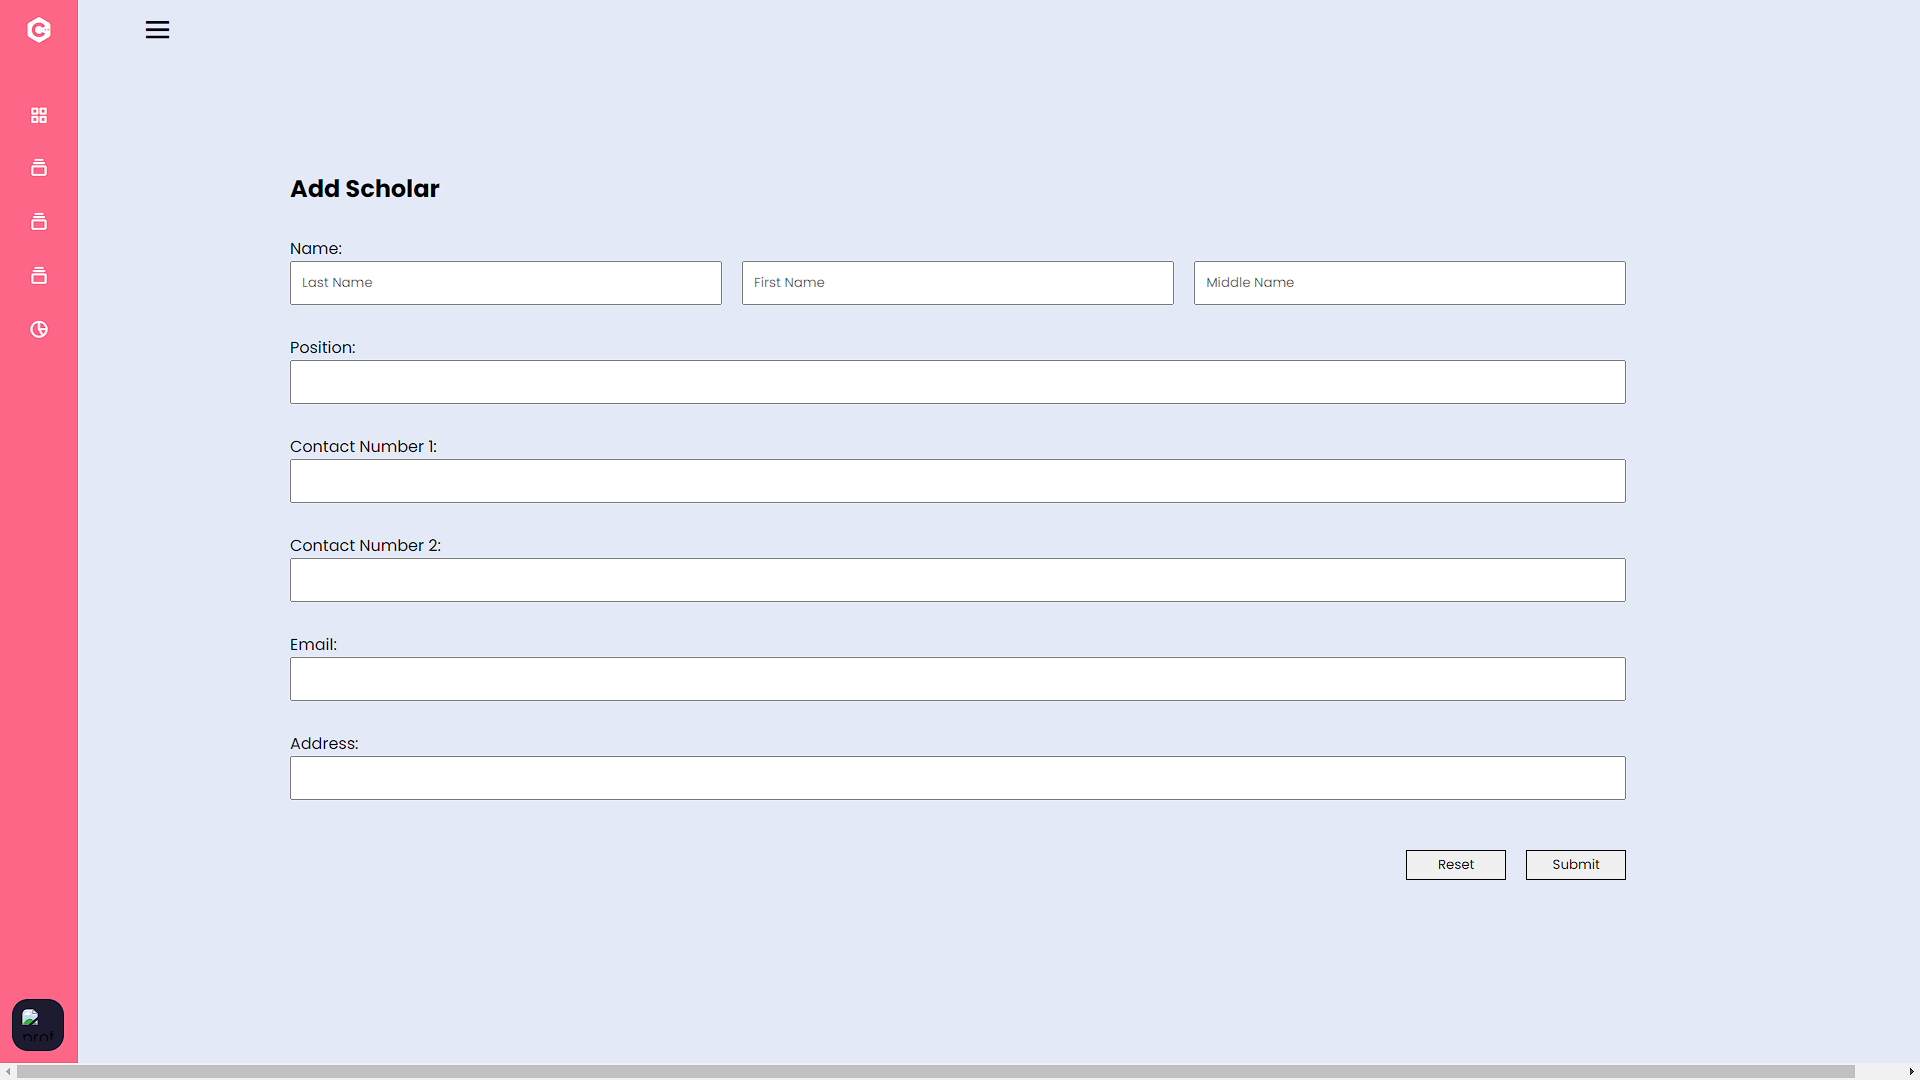 Add Scholar
Name:
Last Name First Name Middle Name
Position:
Contact Number 1:
Contact Number 2:
Email:
Address:
Reset Submit
prof